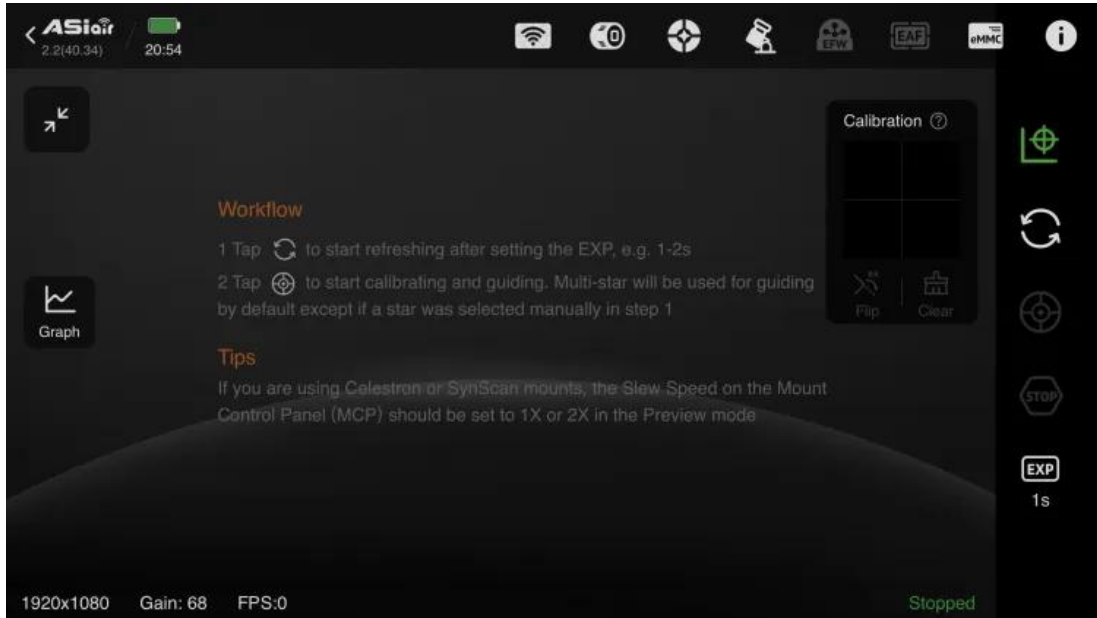 ASiair
2.2(40.34)
20:54
EFW
EAF
eMMC
Calibration ?
Workflow
1 Tap to start refreshing after setting the EXP, e.g. 1-2s
2 Tap to start calibrating and guiding. Multi-star will be used for guiding
by default except if a star was selected manually in step 1
Flip
Clear
Graph
Tips
If you are using Celestron or SynScan mounts, the Slew Speed on the Mount
Control Panel (MCP) should be set to 1X or 2X in the Preview mode
STOP
EXP
1s
1920x1080 Gain: 68 FPS:0
Stopped